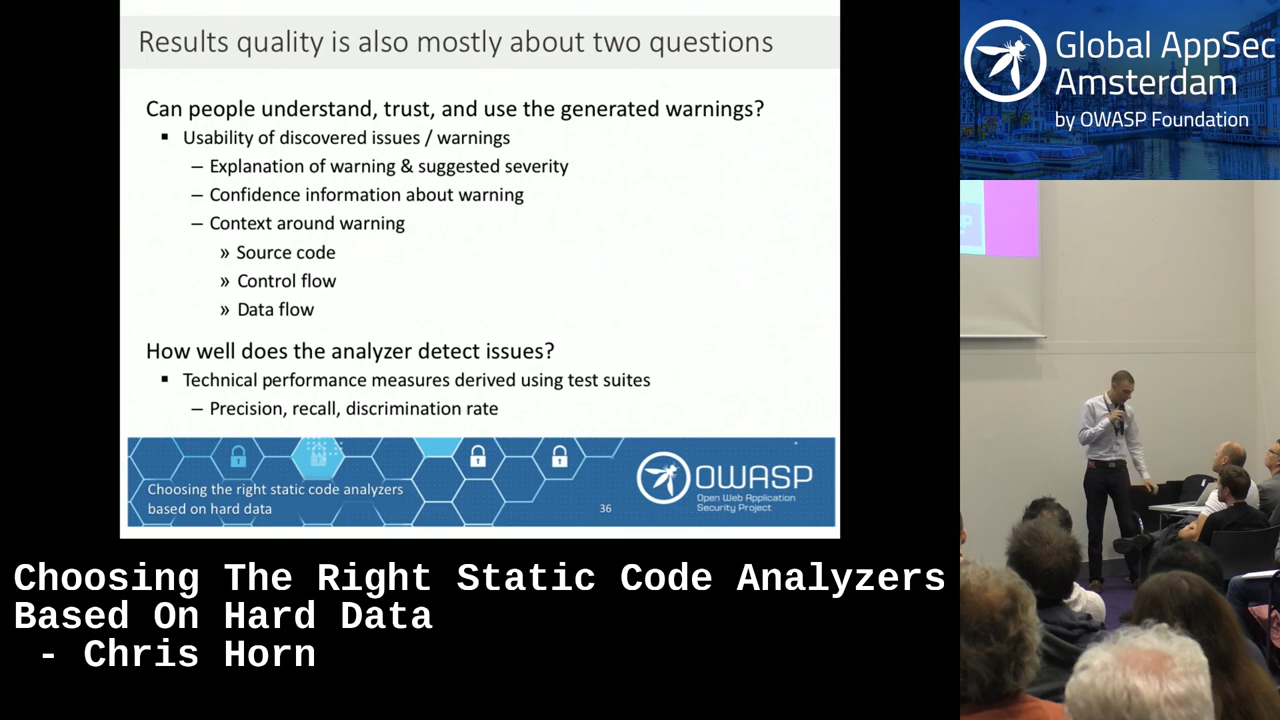 Results quality is also mostly about two questions
Can people understand, trust, and use the generated warnings?
▪ Usability of discovered issues / warnings
– Explanation of warning & suggested severity
– Confidence information about warning
– Context around warning
» Source code
» Control flow
» Data flow
How well does the analyzer detect issues?
▪ Technical performance measures derived using test suites
– Precision, recall, discrimination rate
Choosing the right static code analyzers
based on hard data
36
OWASP
Open Web Application
Security Project
Global AppSec
Amsterdam
by OWASP Foundation
Choosing The Right Static Code Analyzers
Based On Hard Data
- Chris Horn